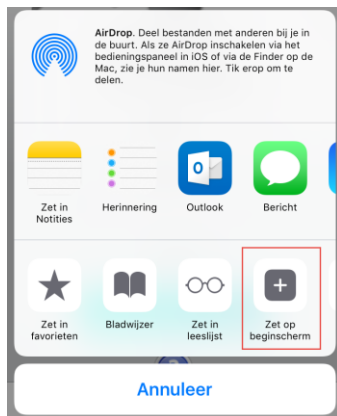 AirDrop. Deel bestanden met anderen bij je in
de buurt. Als ze AirDrop inschakelen via het
bedieningspaneel in iOS of via de Finder op de
Mac, zie je hun namen hier. Tik erop om te
delen.
Zet in
Notities
Herinnering
Outlook
Bericht
Zet in
favorieten
Bladwijzer
Zet in
leeslijst
Zet op
beginscherm
Annuleer